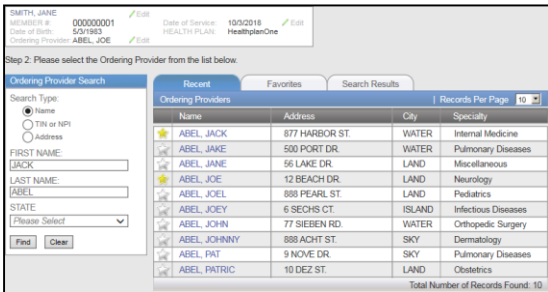 SMITH, JANE Edit
MEMBER # 000000001 Date of Service: 10/3/2018
Date of Birth: 5/3/1983 HEALTH PLAN: HealthplanOne
Ordering Provider: ABEL, JOE Edit
Step 2: Please select the Ordering Provider from the list below.
Ordering Provider Search
Search Type:
Name
TIN or NPI
Address
FIRST NAME:
JACK
LAST NAME:
ABEL
STATE
Please Select
Find Clear
Recent Favorites Search Results
Ordering Providers | Records Per Page 10
Name Address City Specialty
ABEL, JACK 877 HARBOR ST. WATER Internal Medicine
ABEL, JAKE 500 PORT DR. WATER Pulmonary Diseases
ABEL, JANE 56 LAKE DR. LAND Miscellaneous
ABEL, JOE 12 BEACH DR. LAND Neurology
ABEL, JOEL 888 PEARL ST. LAND Pediatrics
ABEL, JOEY 6 SECHS CT. ISLAND Infectious Diseases
ABEL, JOHN 77 SIEBEN RD. WATER Orthopedic Surgery
ABEL, JOHNNY 888 ACHT ST. SKY Dermatology
ABEL, PAT 9 NOVE DR. SKY Pulmonary Diseases
ABEL, PATRIC 10 DEZ ST. LAND Obstetrics
Total Number of Records Found: 10